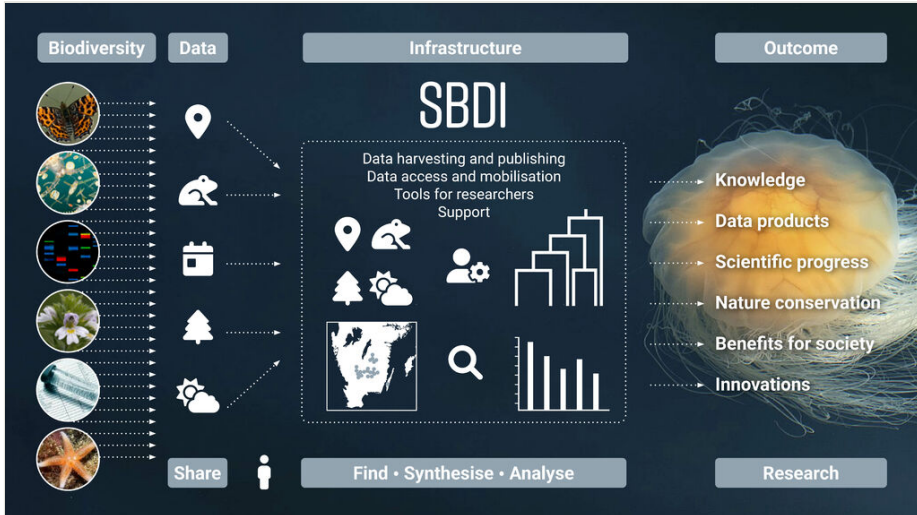 Biodiversity
Data
Infrastructure
Outcome
SBDI
Data harvesting and publishing
Data access and mobilisation
Tools for researchers
Support
Knowledge
Data products
Scientific progress
Nature conservation
Benefits for society
Innovations
Share
Find • Synthesise • Analyse
Research